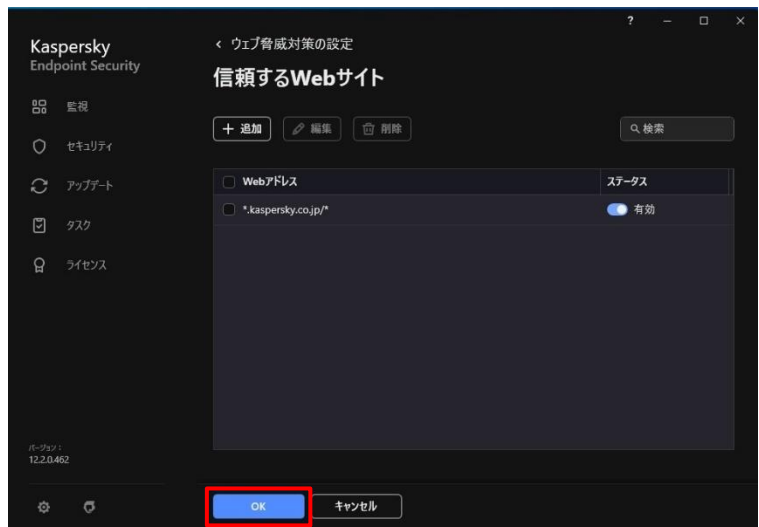 ?
Kaspersky
Endpoint Security
監視
セキュリティ
アップデート
タスク
ライセンス
バージョン：
12.2.0.462
ウェブ脅威対策の設定
信頼するWebサイト
追加 編集 削除 検索
Webアドレス ステータス
*.kaspersky.co.jp/* 有効
OK キャンセル